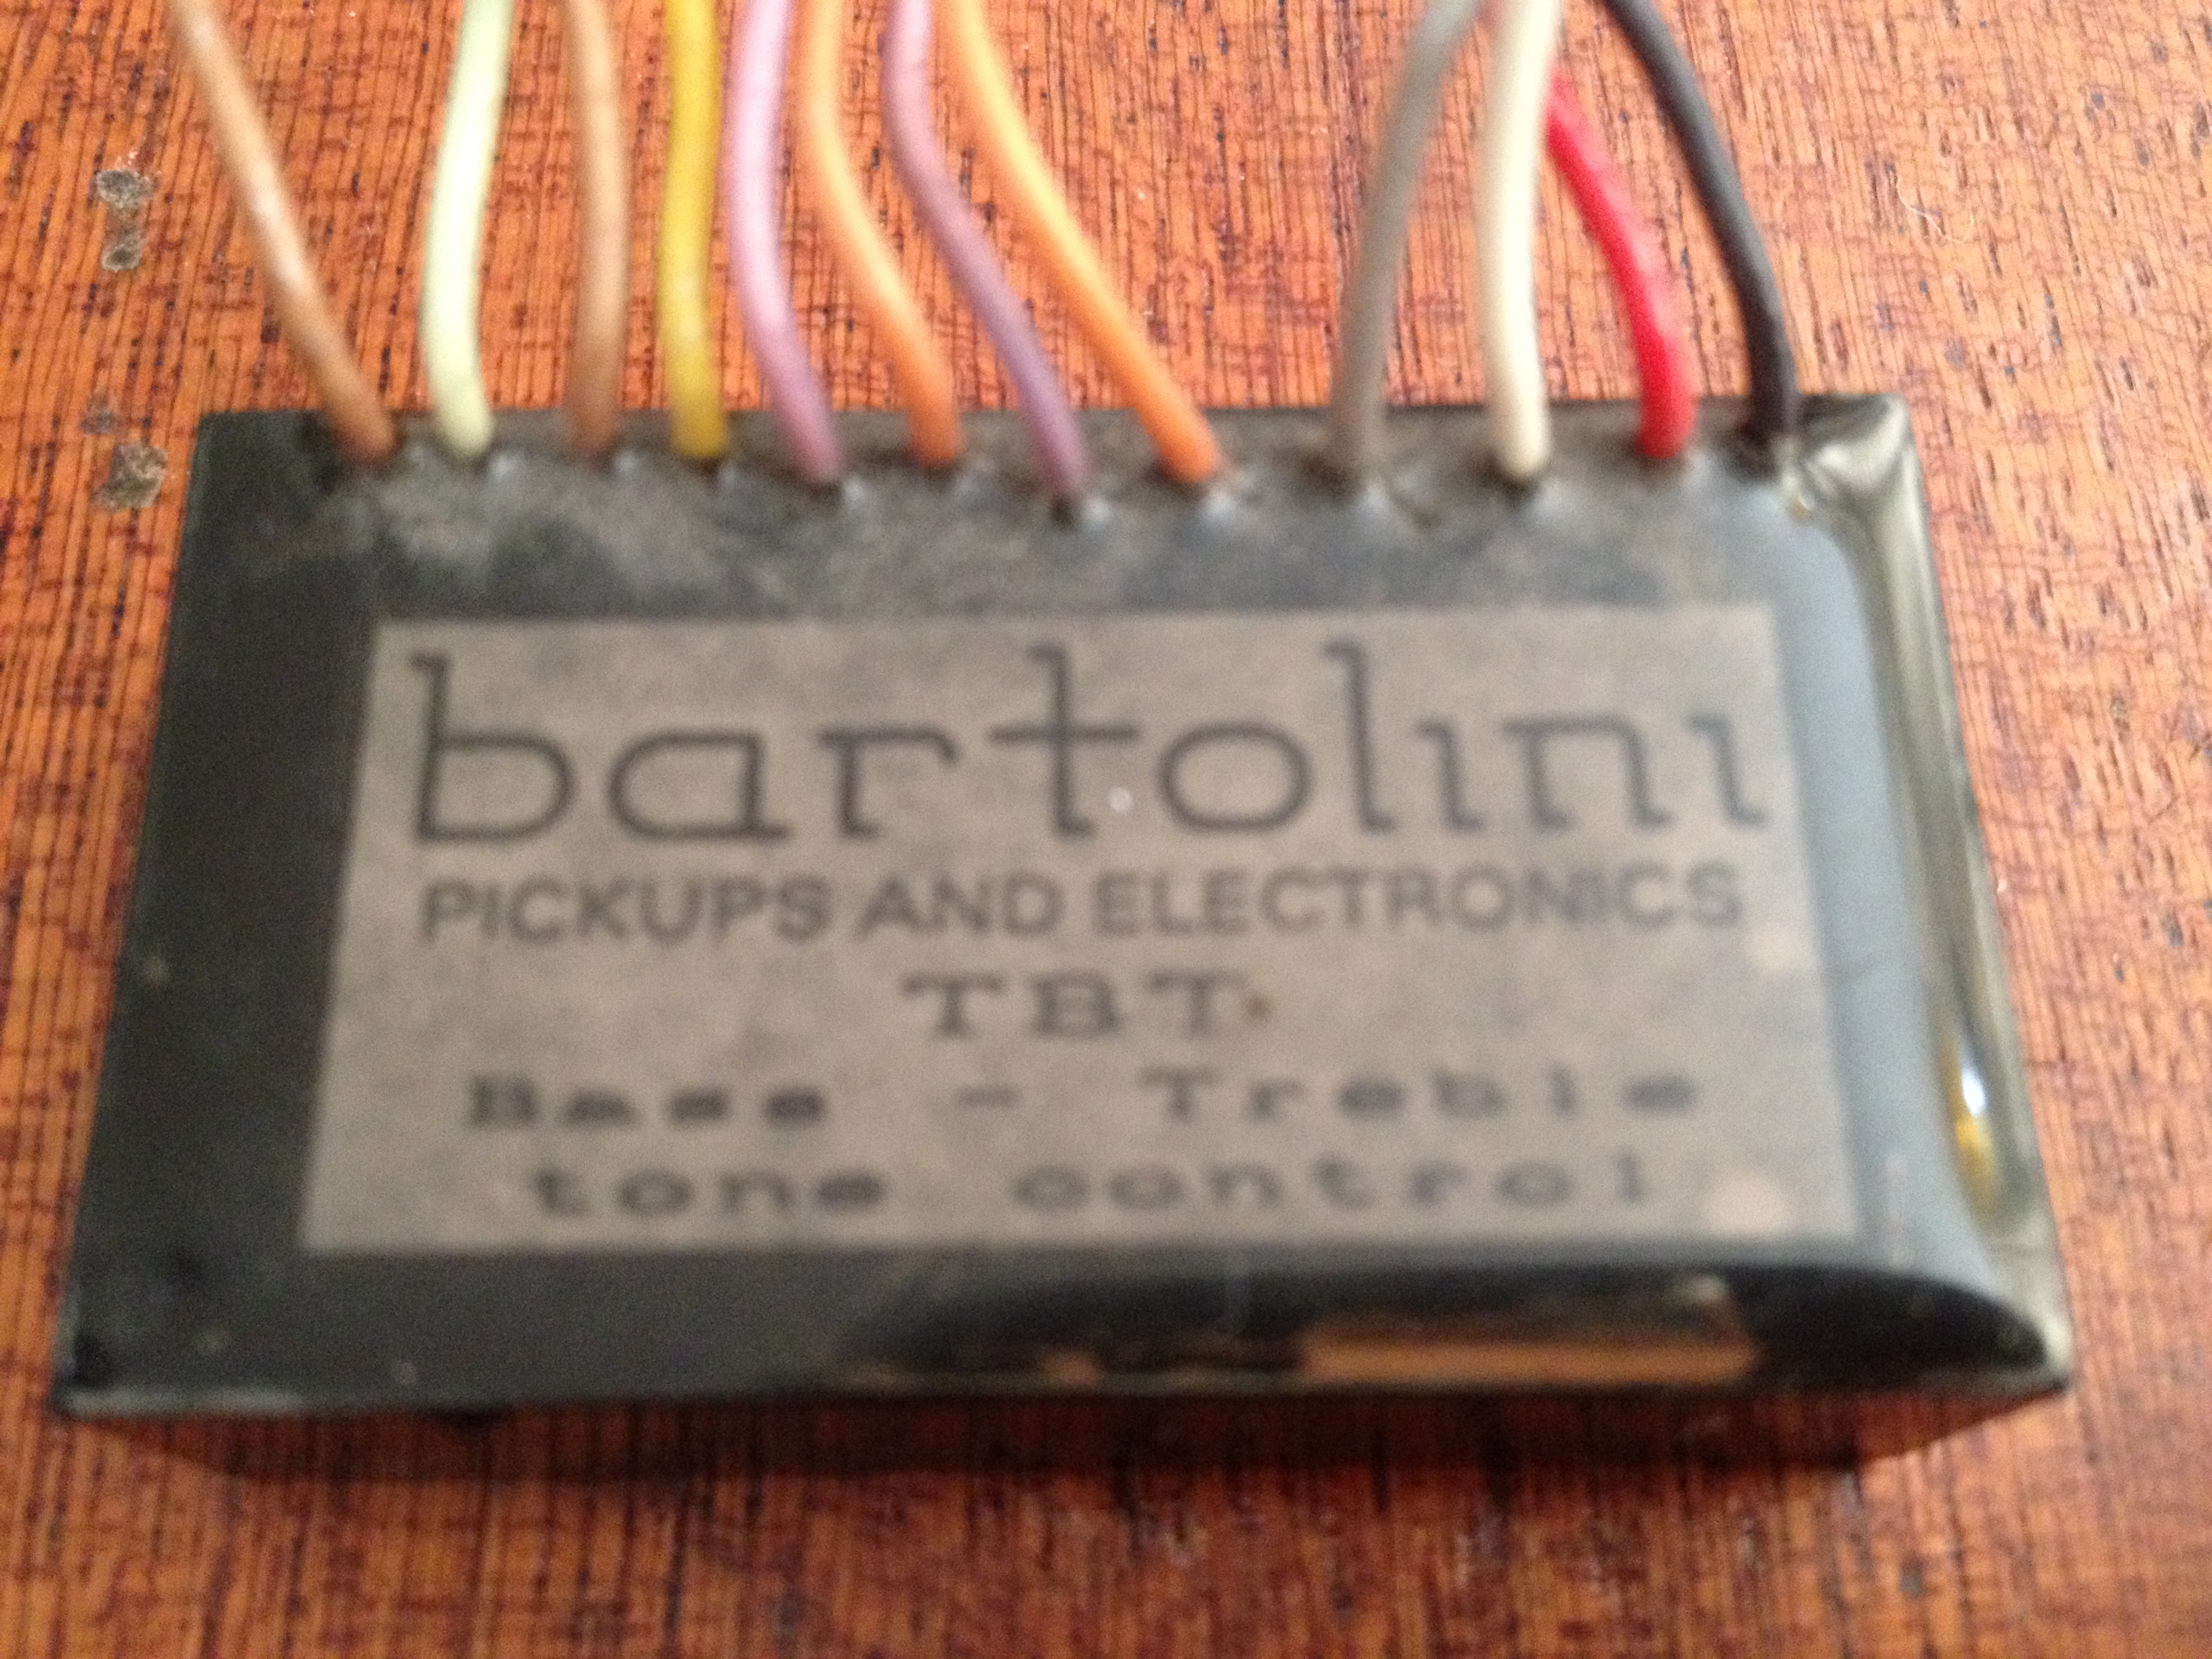 bartolini
PICKUPS AND ELECTRONICS
TBT
Bass - Treble
tone control